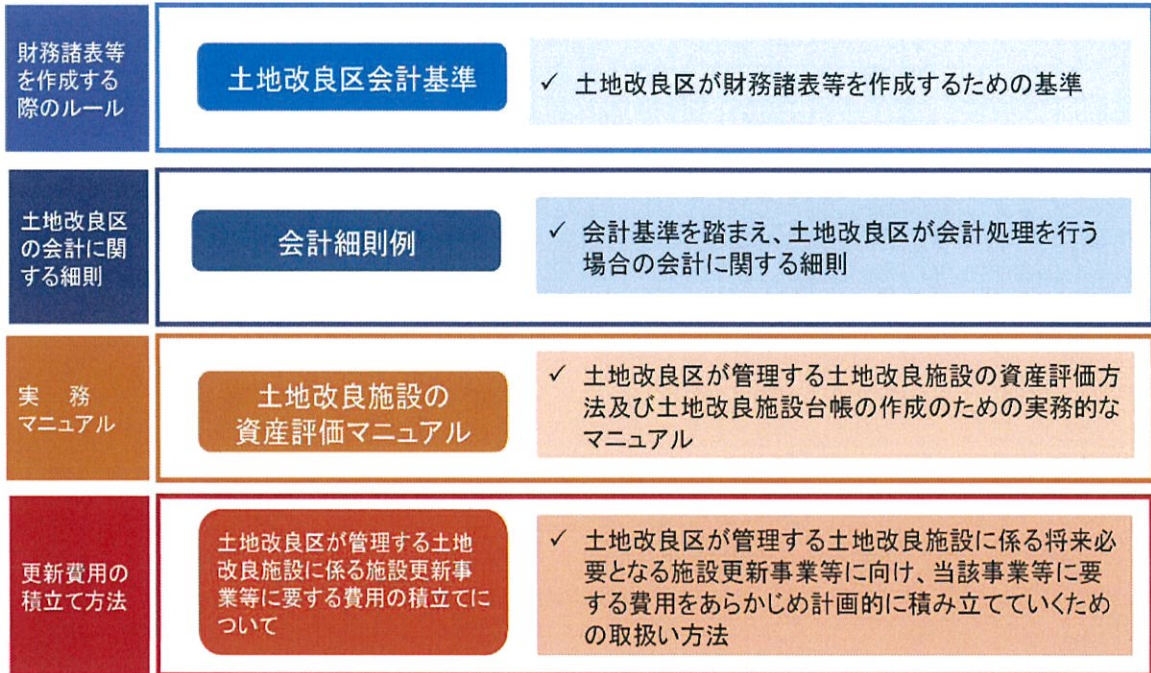 財務諸表等
を作成する
際のルール
土地改良区会計基準
✓ 土地改良区が財務諸表等を作成するための基準
土地改良区
の会計に関
する細則
会計細則例
✓ 会計基準を踏まえ、土地改良区が会計処理を行う
場合の会計に関する細則
実　務
マニュアル
土地改良施設の
資産評価マニュアル
✓ 土地改良区が管理する土地改良施設の資産評価方
法及び土地改良施設台帳の作成のための実務的な
マニュアル
更新費用の
積立て方法
土地改良区が管理する土地
改良施設に係る施設更新事
業等に要する費用の積立てに
ついて
✓ 土地改良区が管理する土地改良施設に係る将来必
要となる施設更新事業等に向け、当該事業等に要
する費用をあらかじめ計画的に積み立てていくため
の取扱い方法